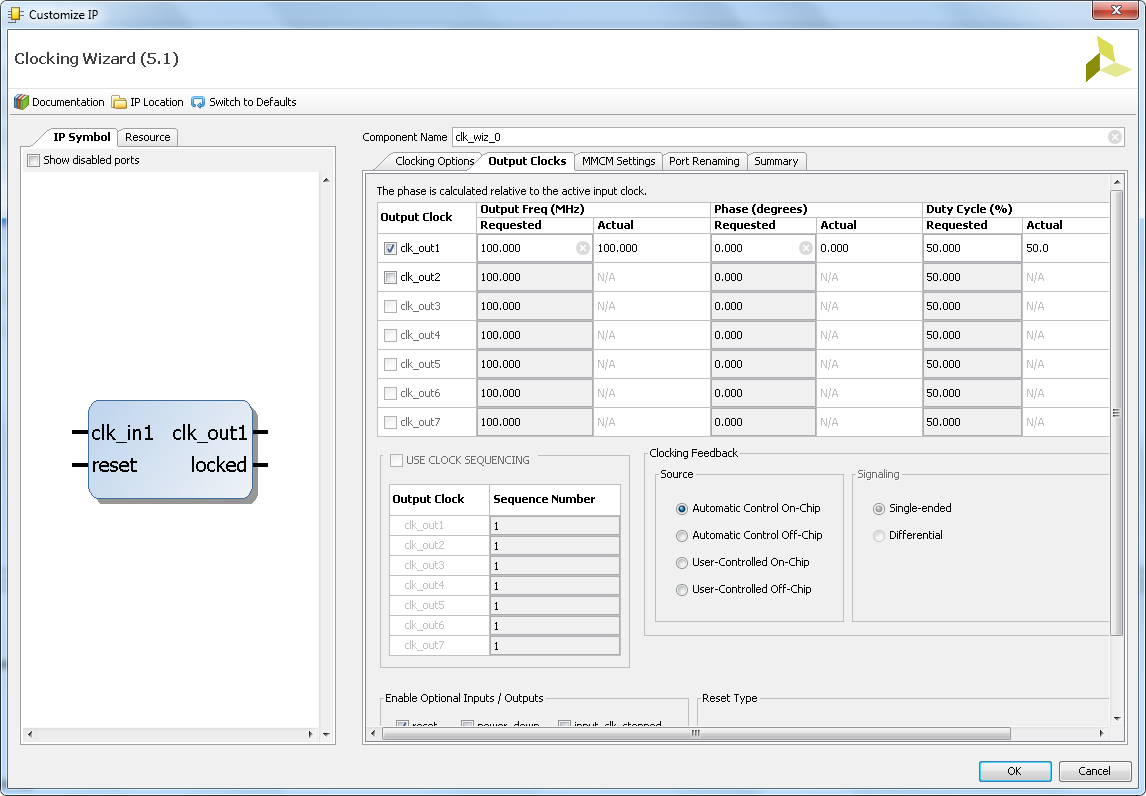 Customize IP
Clocking Wizard (5.1)
Documentation IP Location Switch to Defaults
IP Symbol Resource
Show disabled ports
clk_in1 clk_out1
reset locked
Component Name clk_wiz_0
Clocking Options Output Clocks MMCM Settings Port Renaming Summary
The phase is calculated relative to the active input clock.
Output Clock Output Freq (MHz) Phase (degrees) Duty Cycle (%)
Requested Actual Requested Actual Requested Actual
clk_out1 100.000 100.000 0.000 0.000 50.000 50.0
clk_out2 100.000 N/A 0.000 N/A 50.000 N/A
clk_out3 100.000 N/A 0.000 N/A 50.000 N/A
clk_out4 100.000 N/A 0.000 N/A 50.000 N/A
clk_out5 100.000 N/A 0.000 N/A 50.000 N/A
clk_out6 100.000 N/A 0.000 N/A 50.000 N/A
clk_out7 100.000 N/A 0.000 N/A 50.000 N/A
USE CLOCK SEQUENCING
Output Clock Sequence Number
clk_out1 1
clk_out2 1
clk_out3 1
clk_out4 1
clk_out5 1
clk_out6 1
clk_out7 1
Clocking Feedback
Source
Automatic Control On-Chip
Automatic Control Off-Chip
User-Controlled On-Chip
User-Controlled Off-Chip
Signaling
Single-ended
Differential
Enable Optional Inputs / Outputs
reset power_down input_clk_stopped
Reset Type
OK Cancel